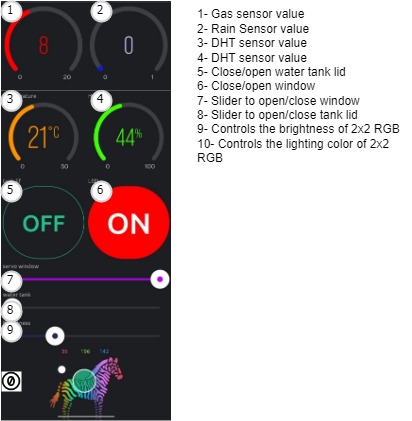 1
2
8
0
0
20
0
1
3
4
21°C
44%
0
50
0
100
5
6
OFF
ON
servo window
7
water tank
8
9
35 196 142
1- Gas sensor value
2- Rain Sensor value
3- DHT sensor value
4- DHT sensor value
5- Close/open water tank lid
6- Close/open window
7- Slider to open/close window
8- Slider to open/close tank lid
9- Controls the brightness of 2x2 RGB
10- Controls the lighting color of 2x2
RGB